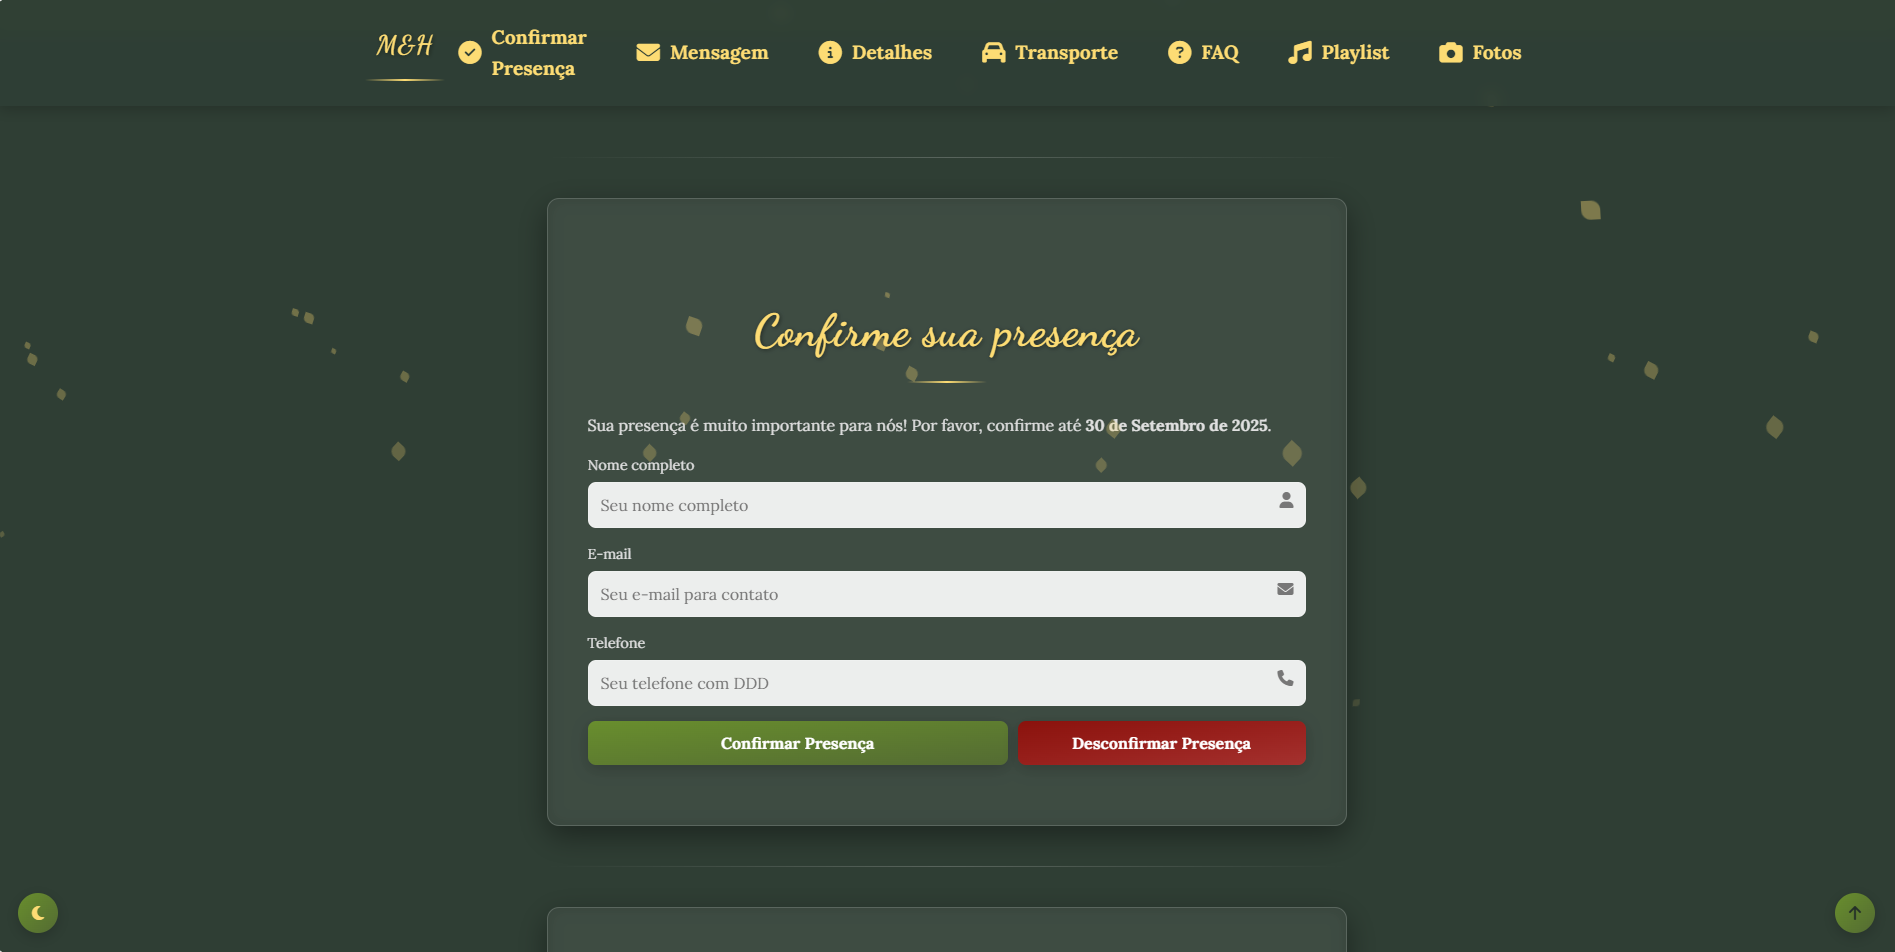 M&H
Confirmar
Presença
Mensagem
Detalhes
Transporte
FAQ
Playlist
Fotos
Confirme sua presença
Sua presença é muito importante para nós! Por favor, confirme até 30 de Setembro de 2025.
Nome completo
Seu nome completo
E-mail
Seu e-mail para contato
Telefone
Seu telefone com DDD
Confirmar Presença
Desconfirmar Presença